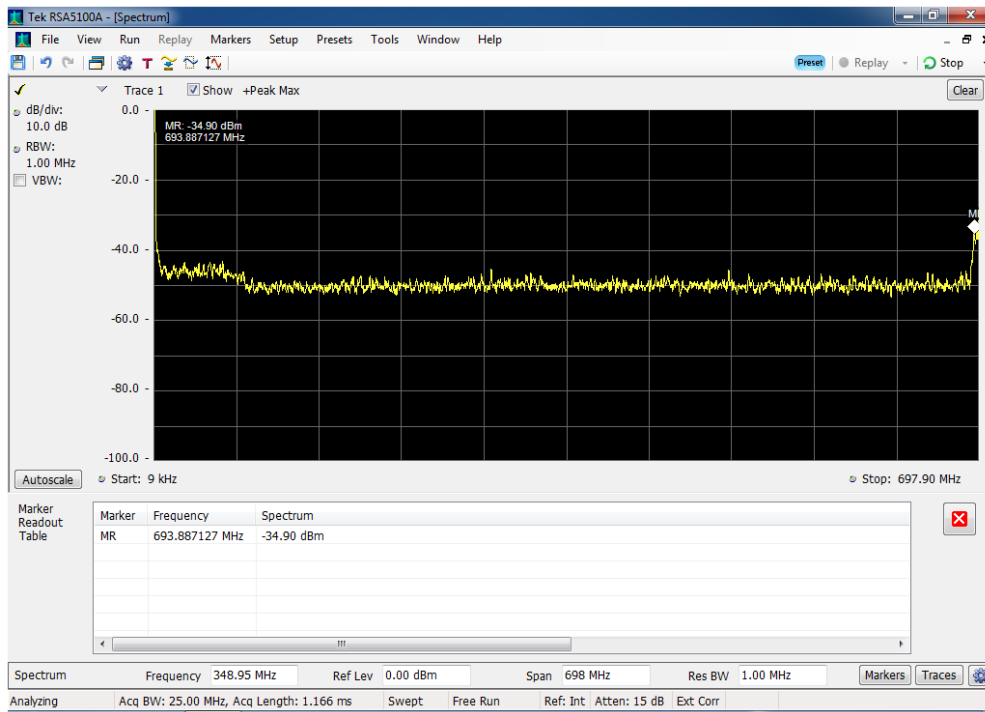 Tek RSA5100A - [Spectrum]
File View Run Replay Markers Setup Presets Tools Window Help
T Preset Replay Stop
Trace 1 Show +Peak Max Clear
dB/div:
10.0 dB
RBW:
1.00 MHz
VBW:
0.0
-20.0
-40.0
-60.0
-80.0
-100.0
MR: -34.90 dBm
693.887127 MHz
Autoscale Start: 9 kHz Stop: 697.90 MHz
Marker
Readout
Table
Marker Frequency Spectrum
MR 693.887127 MHz -34.90 dBm
Spectrum Frequency 348.95 MHz Ref Lev 0.00 dBm Span 698 MHz Res BW 1.00 MHz Markers Traces
Analyzing Acq BW: 25.00 MHz, Acq Length: 1.166 ms Swept Free Run Ref: Int Atten: 15 dB Ext Corr